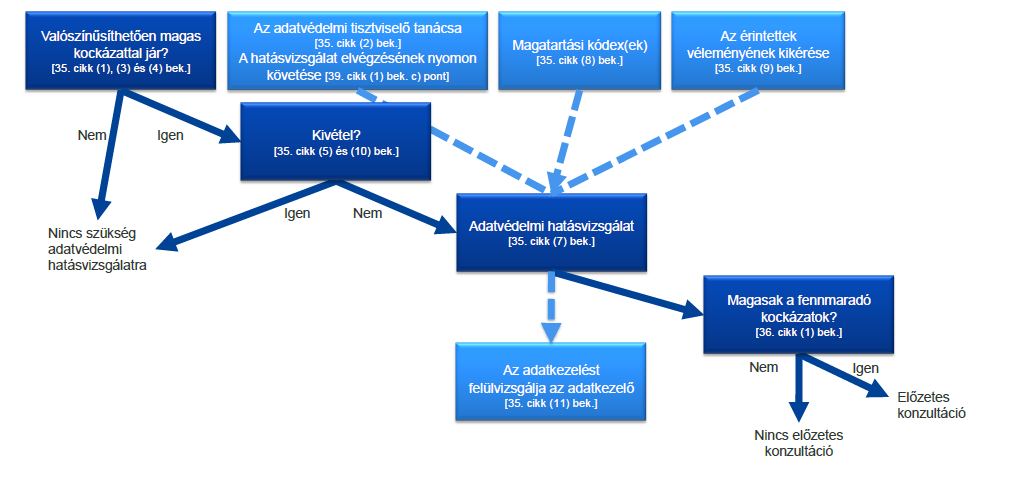 Valószínűsíthetően magas
kockázattal jár?
[35. cikk (1), (3) és (4) bek.]
Az adatvédelmi tisztviselő tanácsa
[35. cikk (2) bek.]
A hatásvizsgálat elvégzésének nyomon
követése [39. cikk (1) bek. c) pont]
Magatartási kódex(ek)
[35. cikk (8) bek.]
Az érintettek
véleményének kikérése
[35. cikk (9) bek.]
Nem
Igen
Kivétel?
[35. cikk (5) és (10) bek.]
Igen
Nem
Nincs szükség
adatvédelmi
hatásvizsgálatra
Adatvédelmi hatásvizsgálat
[35. cikk (7) bek.]
Magasak a fennmaradó
kockázatok?
[36. cikk (1) bek.]
Az adatkezelést
felülvizsgálja az adatkezelő
[35. cikk (11) bek.]
Nem
Igen
Előzetes
konzultáció
Nincs előzetes
konzultáció